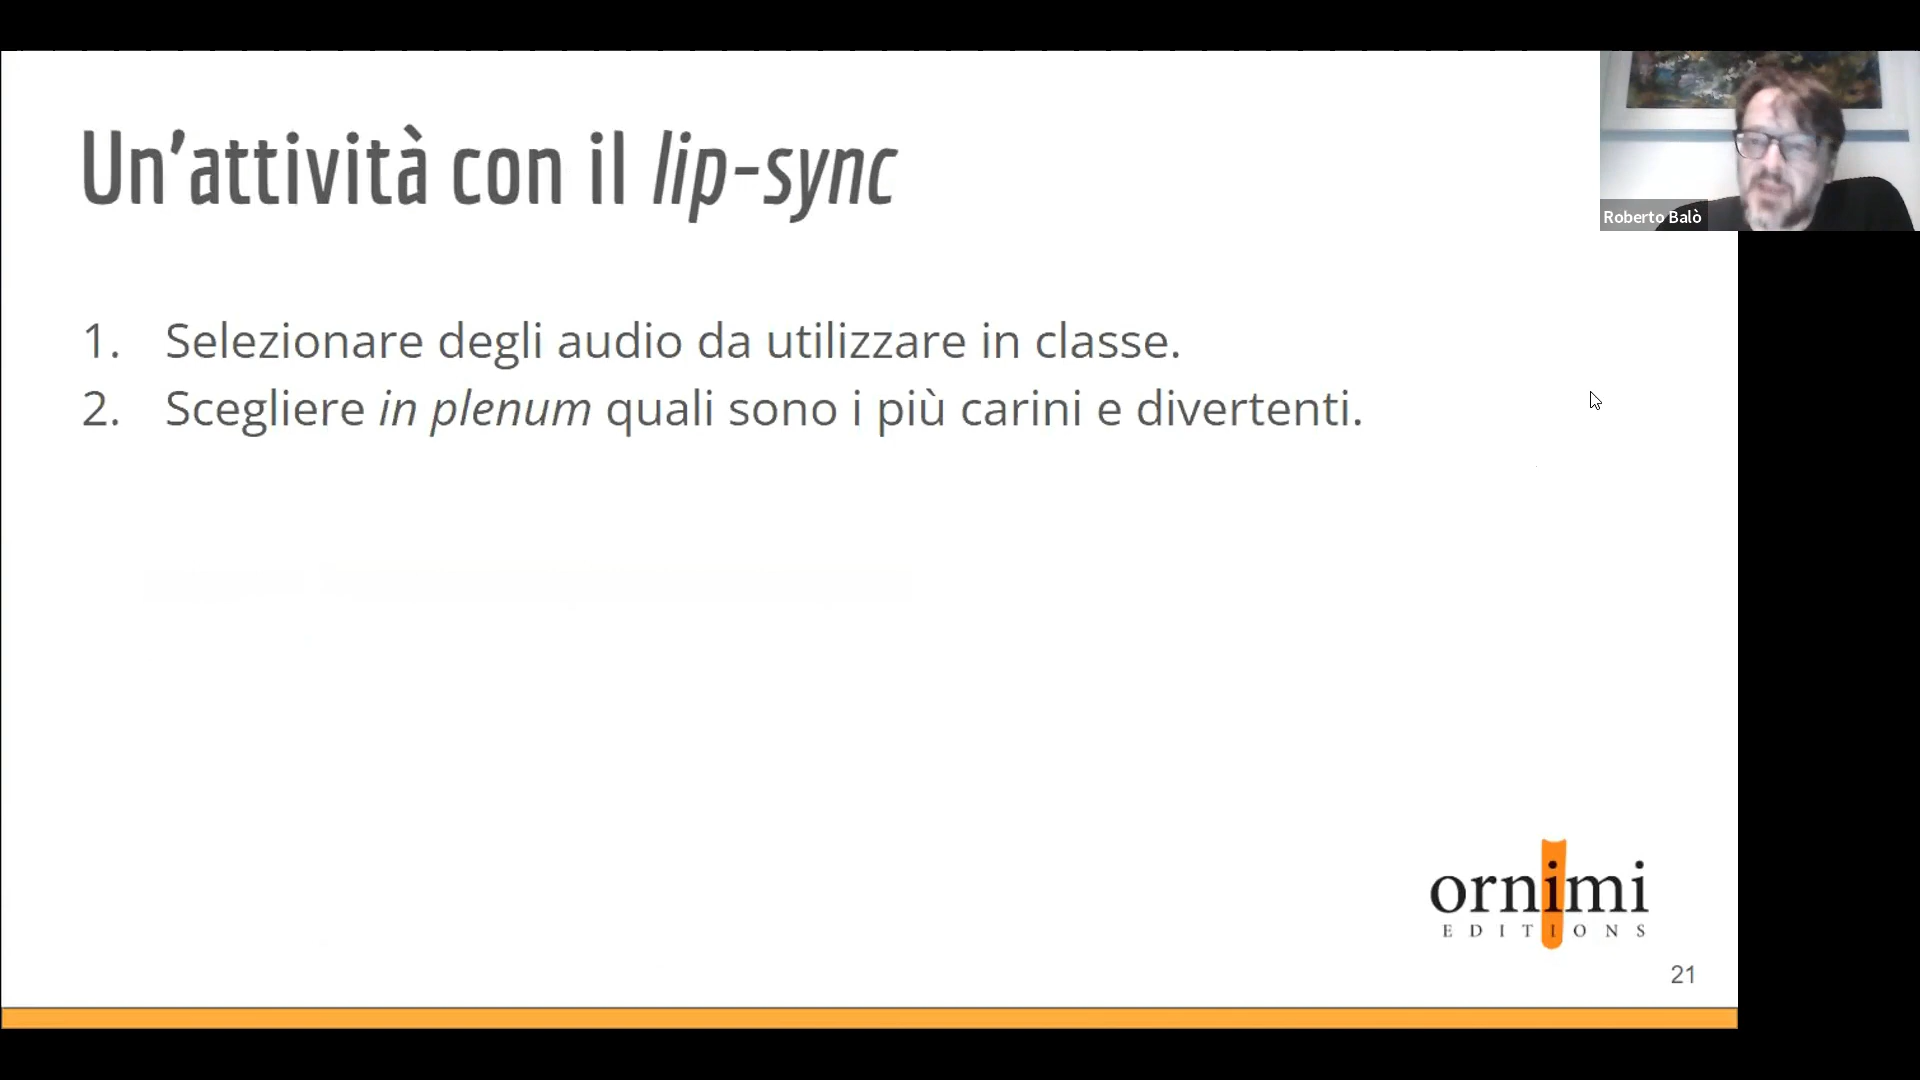 Un’attività con il lip-sync
Roberto Balò
1. Selezionare degli audio da utilizzare in classe.
2. Scegliere in plenum quali sono i più carini e divertenti.
ornimi
EDITIONS
21